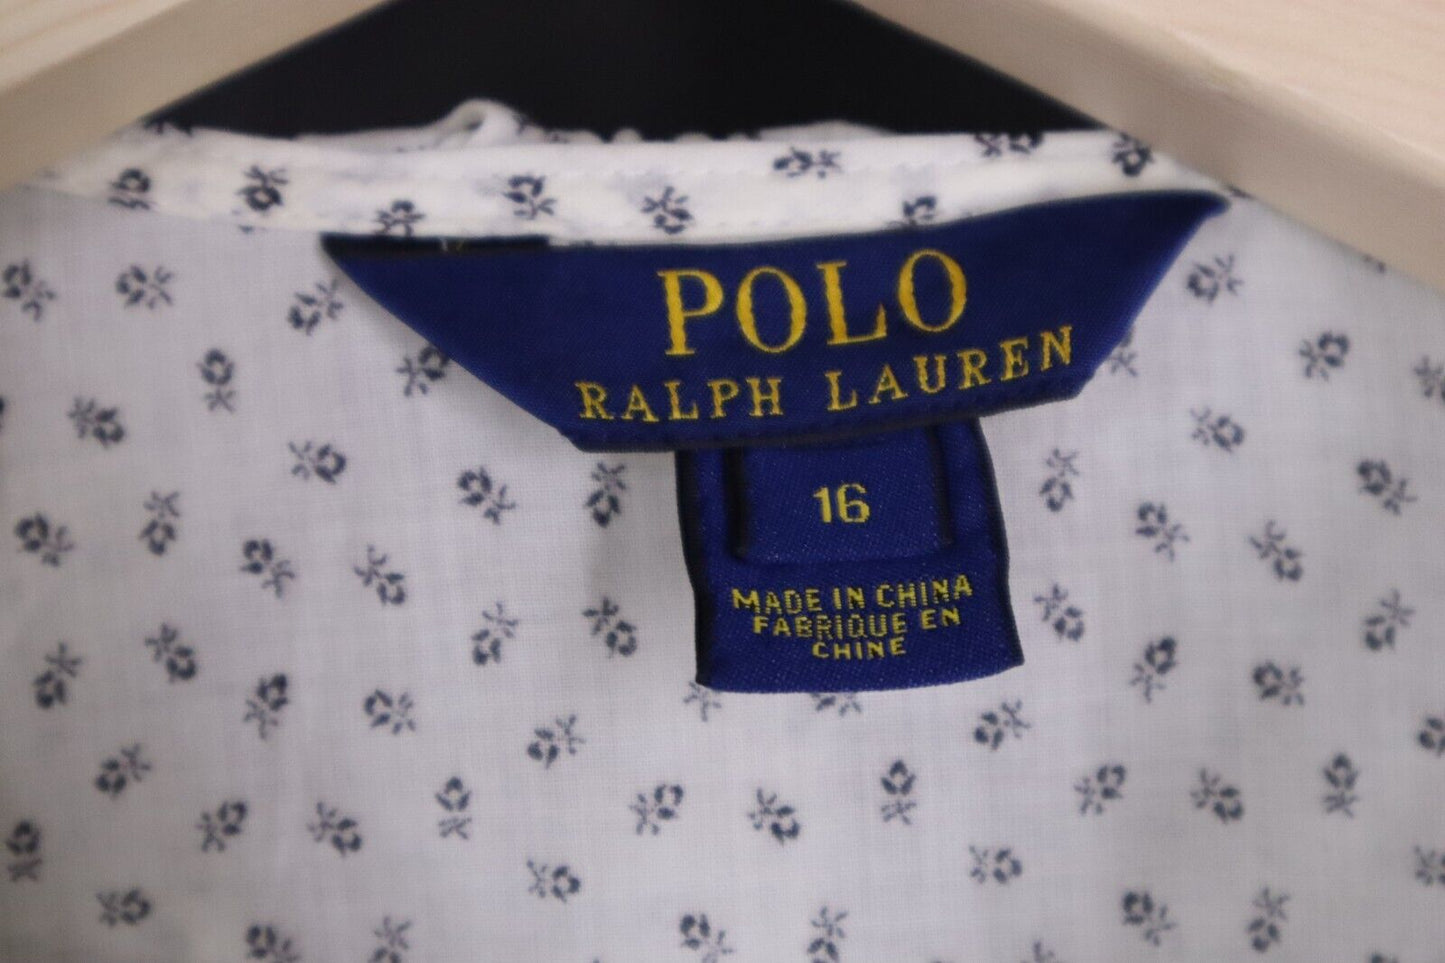 POLO
RALPH LAUREN
16
MADE IN CHINA
FABRIQUE EN
CHINE